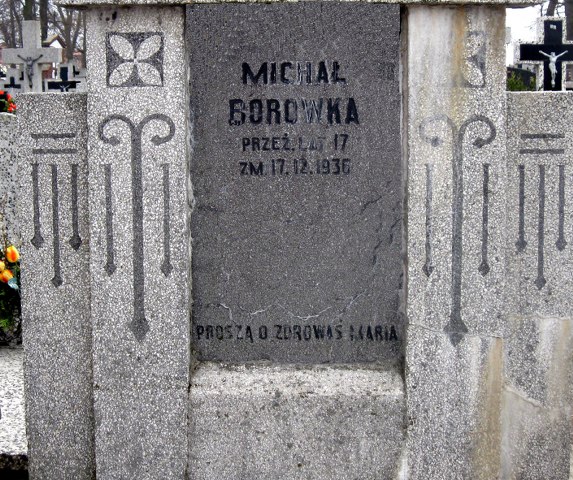 MICHAŁ
BOROWKA
PRZEŻ. LAT 17
ZM. 17.12.1936
PROSZĄ O ZDROWAŚ MARIA